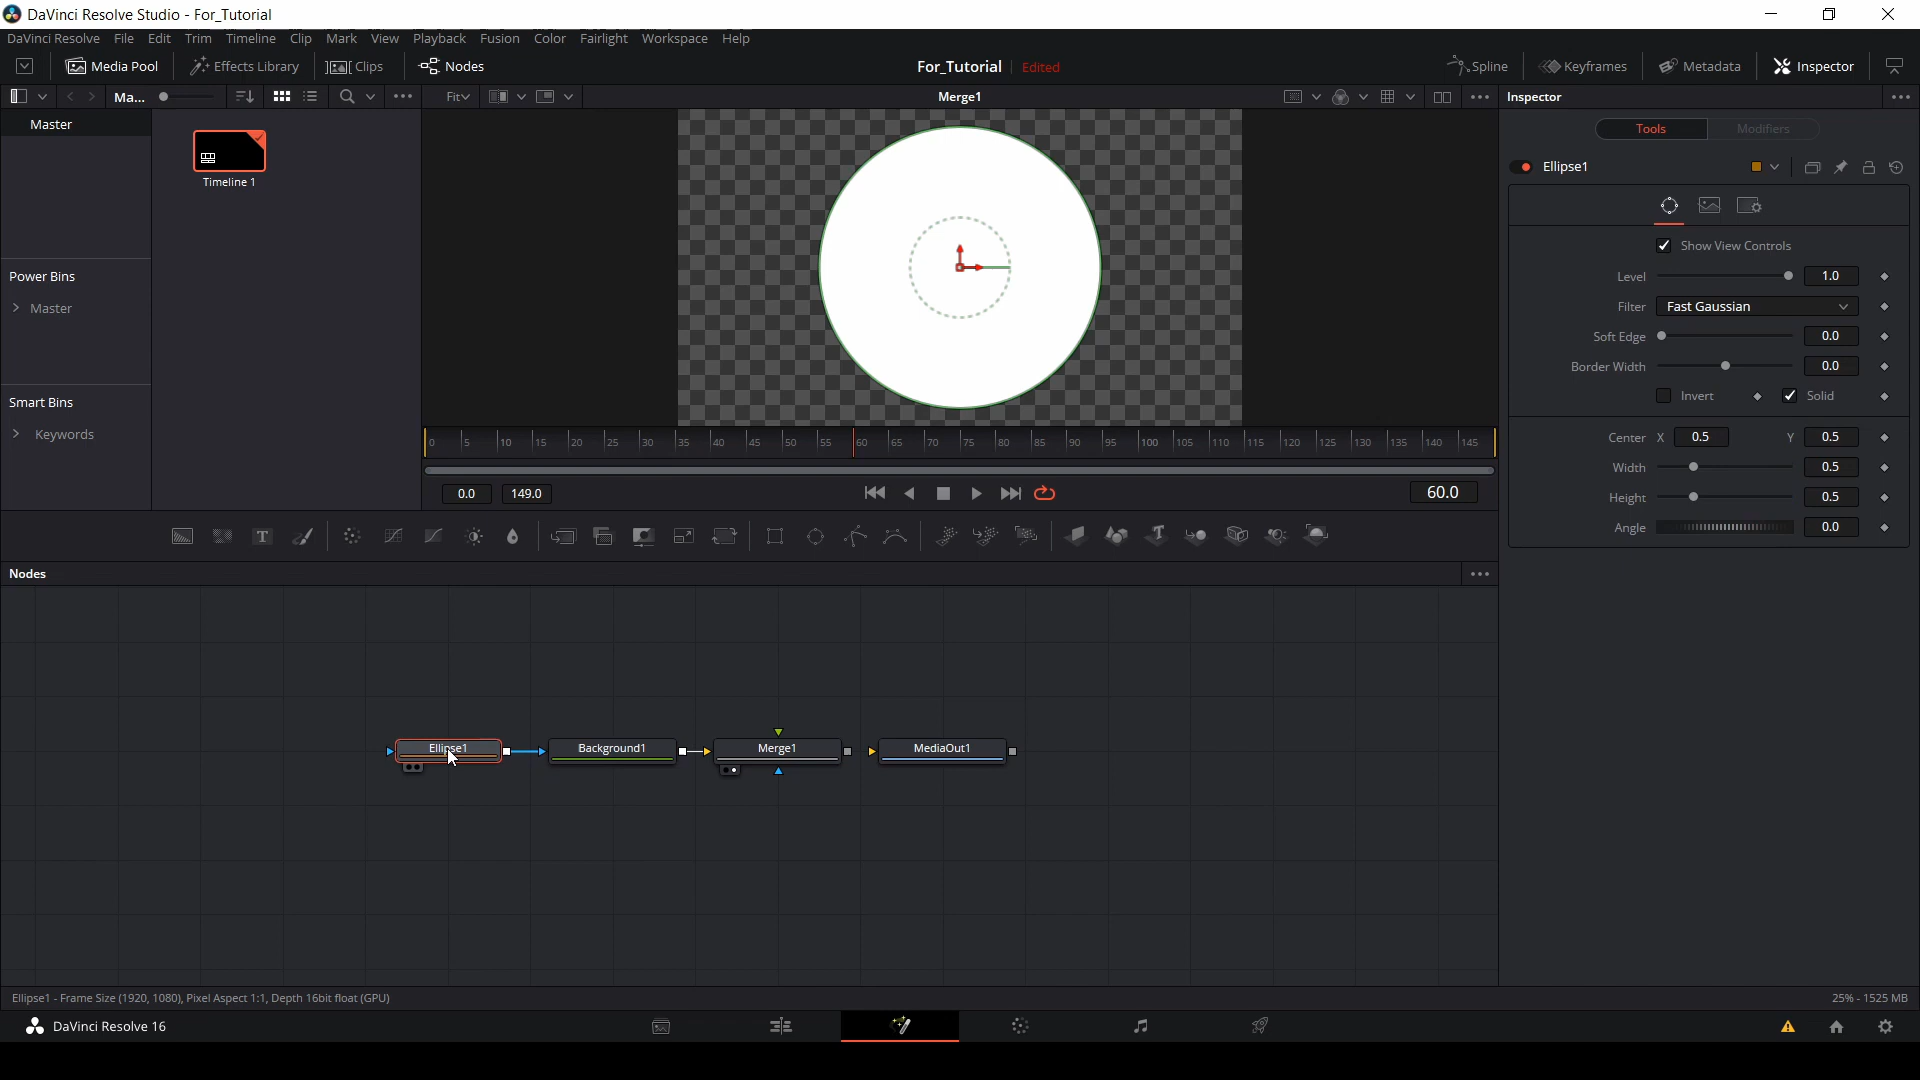 DaVinci Resolve Studio - For_Tutorial
DaVinci Resolve File Edit Trim Timeline Clip Mark View Playback Fusion Color Fairlight Workspace Help
Media Pool Effects Library Clips Nodes For_Tutorial Edited Spline Keyframes Metadata Inspector
Ma... Fit Merge1 Inspector
Master
Timeline 1
Power Bins
Master
Smart Bins
Keywords
Tools Modifiers
Ellipse1
Show View Controls
Level 1.0
Filter Fast Gaussian
Soft Edge 0.0
Border Width 0.0
Invert Solid
Center X 0.5 Y 0.5
Width 0.5
Height 0.5
Angle 0.0
0 5 10 15 20 25 30 35 40 45 50 55 60 65 70 75 80 85 90 95 100 105 110 115 120 125 130 135 140 145
0.0 149.0 60.0
T T
Nodes
Ellipse1 Background1 Merge1 MediaOut1
Ellipse1 - Frame Size (1920, 1080), Pixel Aspect 1:1, Depth 16bit float (GPU) 25% - 1525 MB
DaVinci Resolve 16